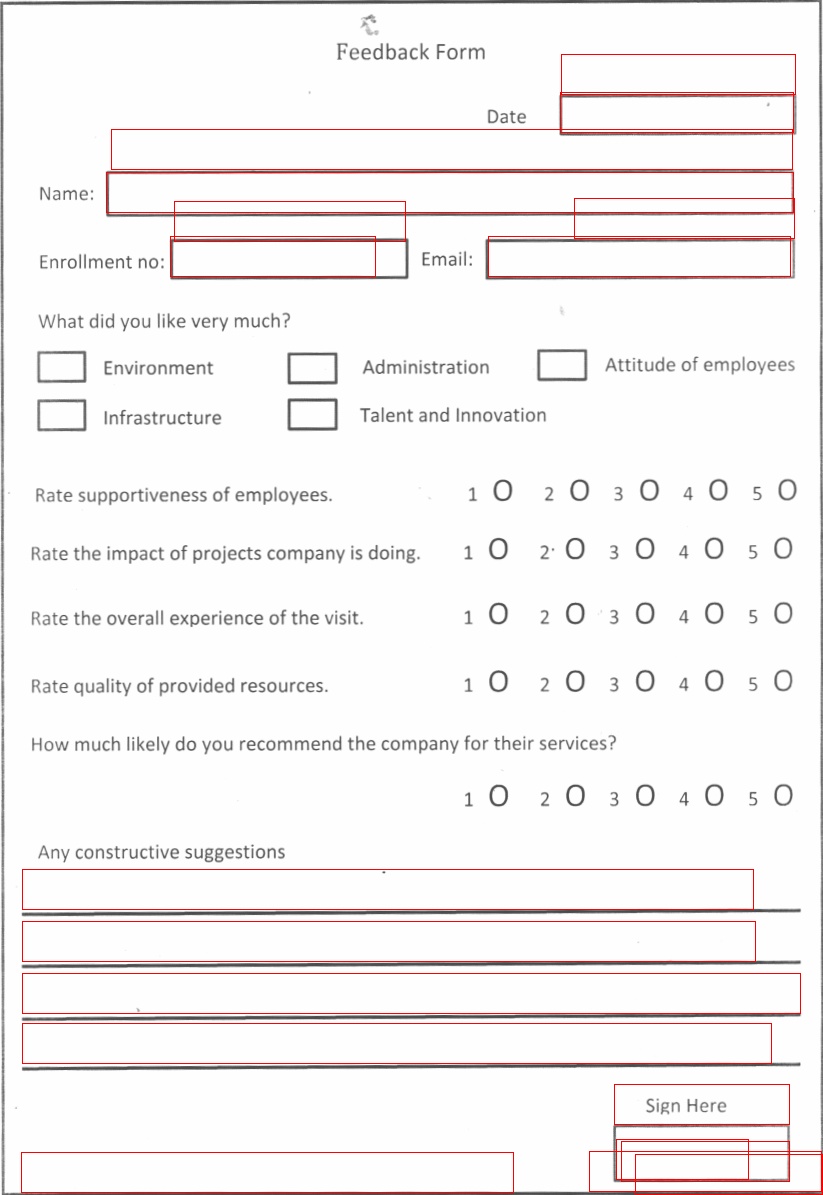 Feedback Form
Date
Name:
Enrollment no: Email:
What did you like very much?
Environment Administration Attitude of employees
Infrastructure Talent and Innovation
Rate supportiveness of employees. 1 O 2 O 3 O 4 O 5 O
Rate the impact of projects company is doing. 1 O 2 O 3 O 4 O 5 O
Rate the overall experience of the visit. 1 O 2 O 3 O 4 O 5 O
Rate quality of provided resources. 1 O 2 O 3 O 4 O 5 O
How much likely do you recommend the company for their services?
1 O 2 O 3 O 4 O 5 O
Any constructive suggestions
Sign Here